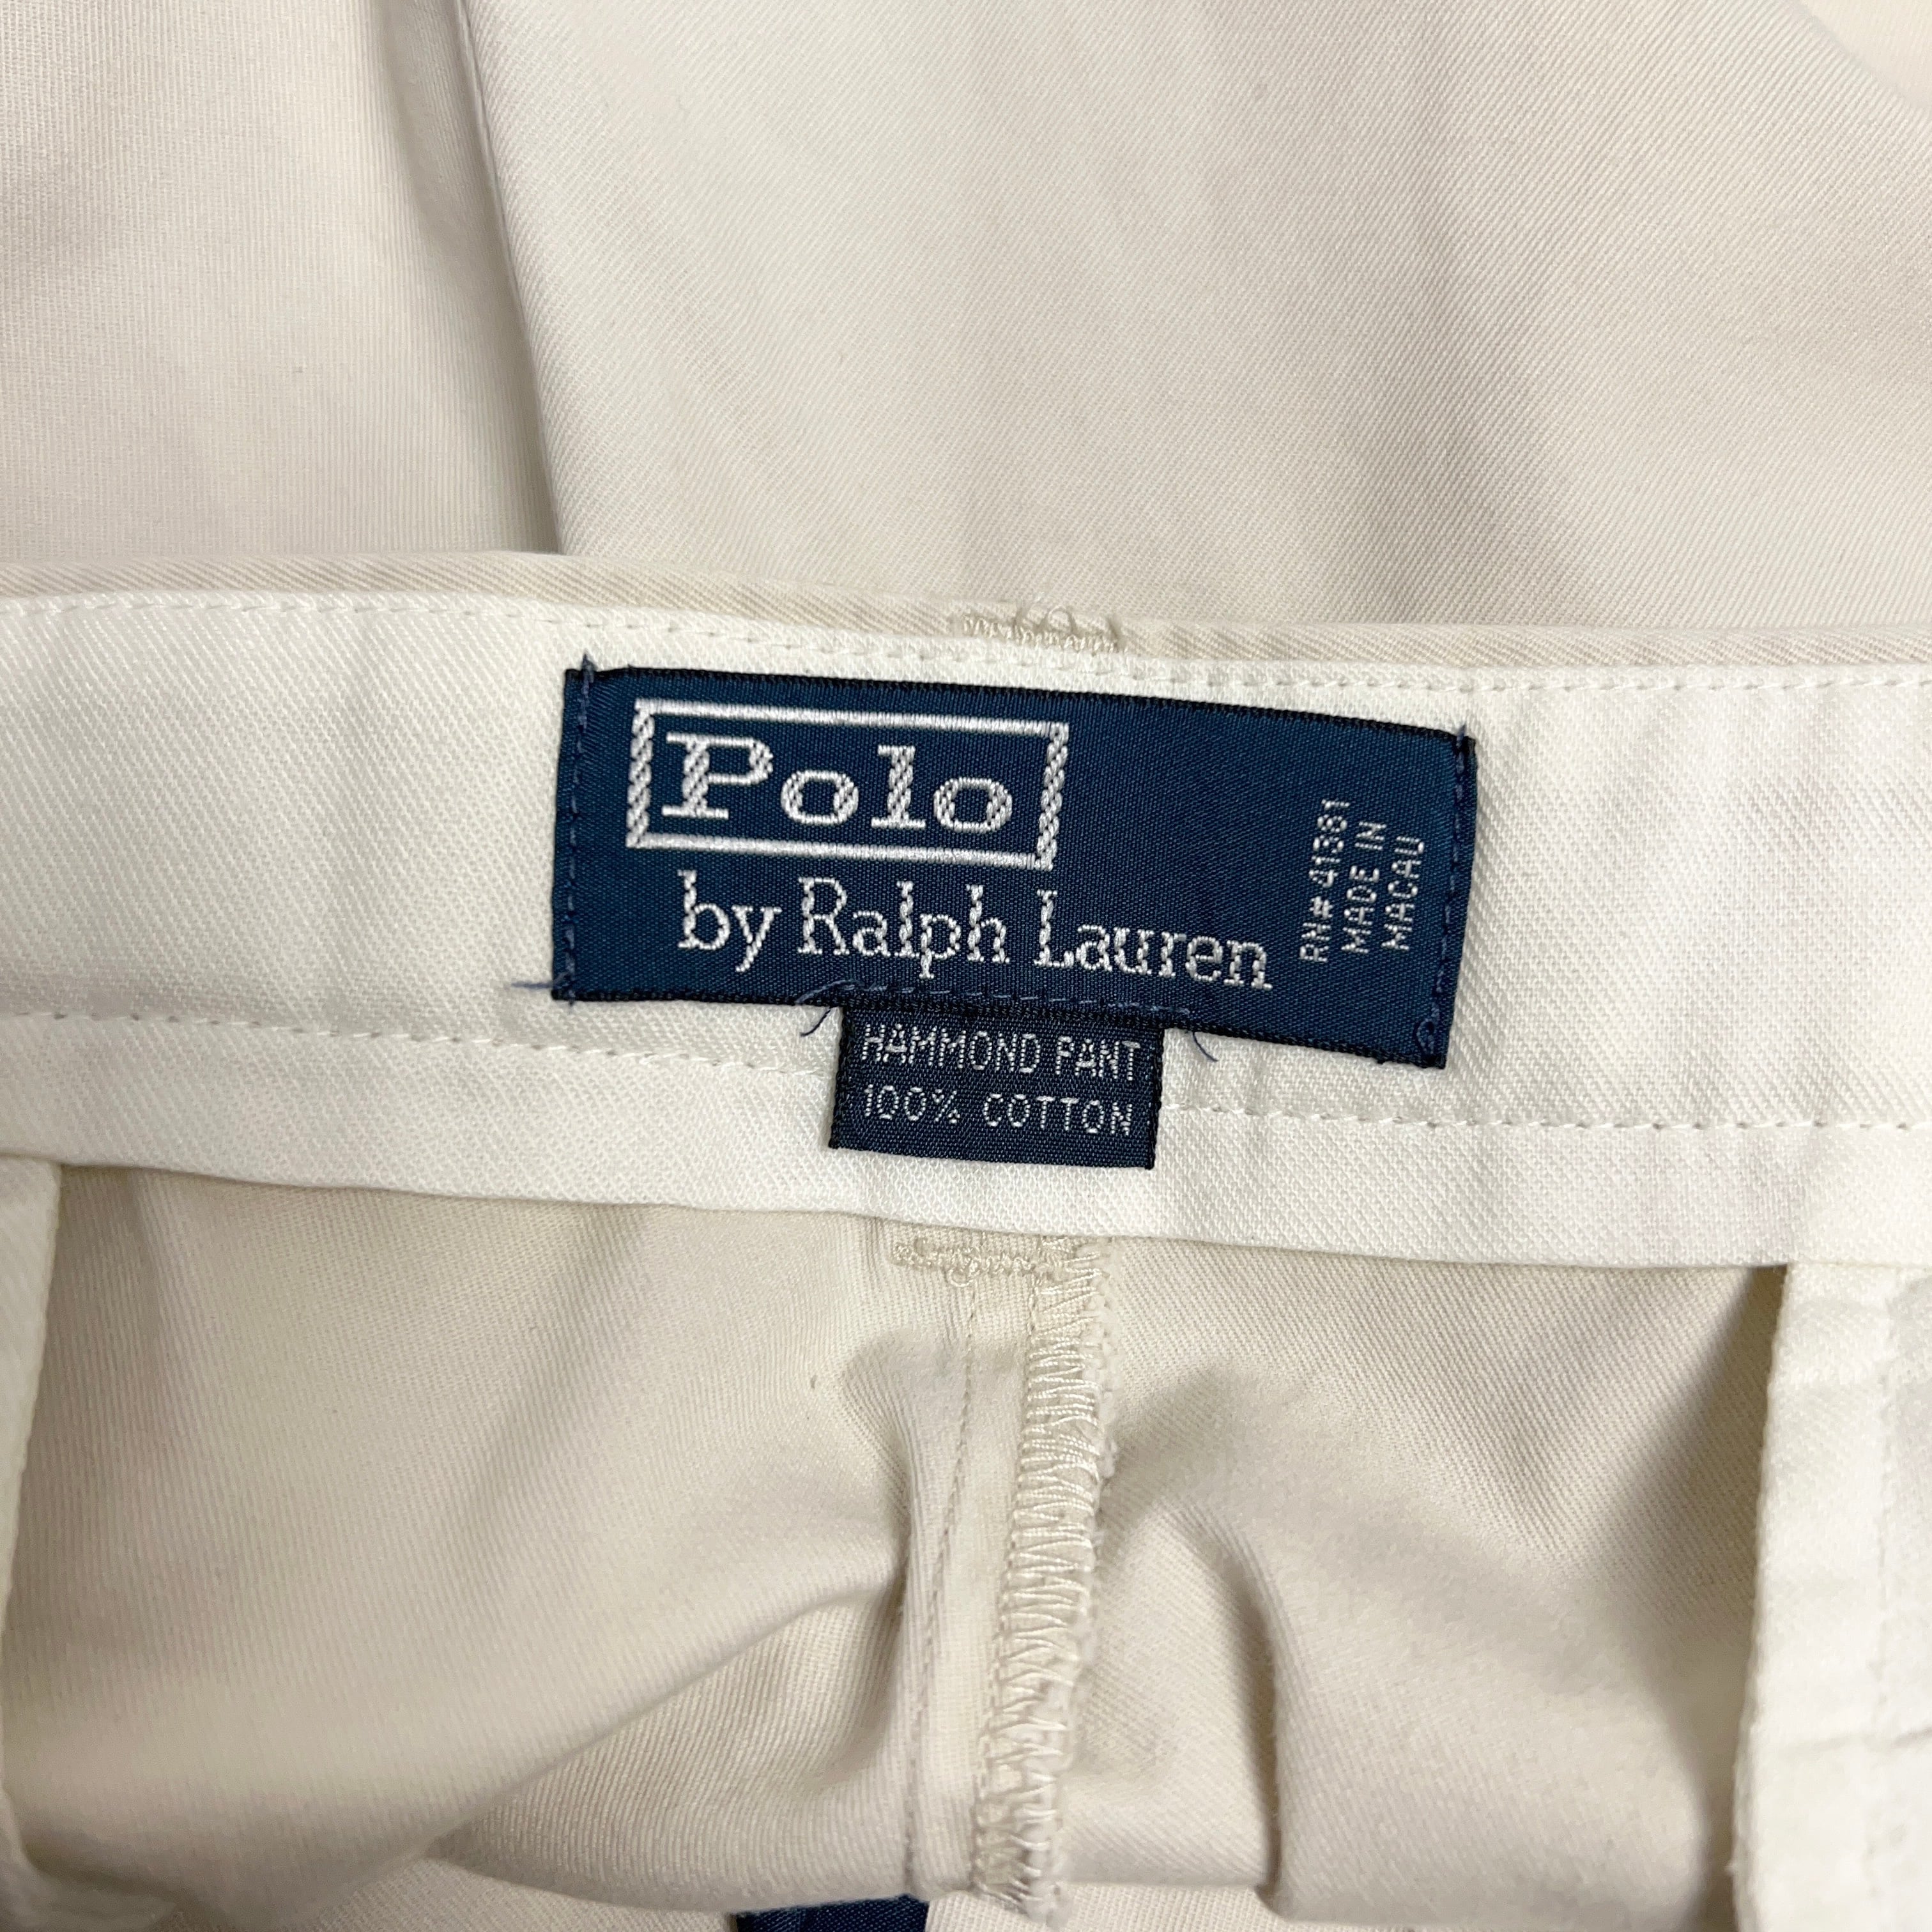 Polo
by Ralph Lauren
RN#41381
MADE IN
MACAU
HAMMOND PANT
100% COTTON